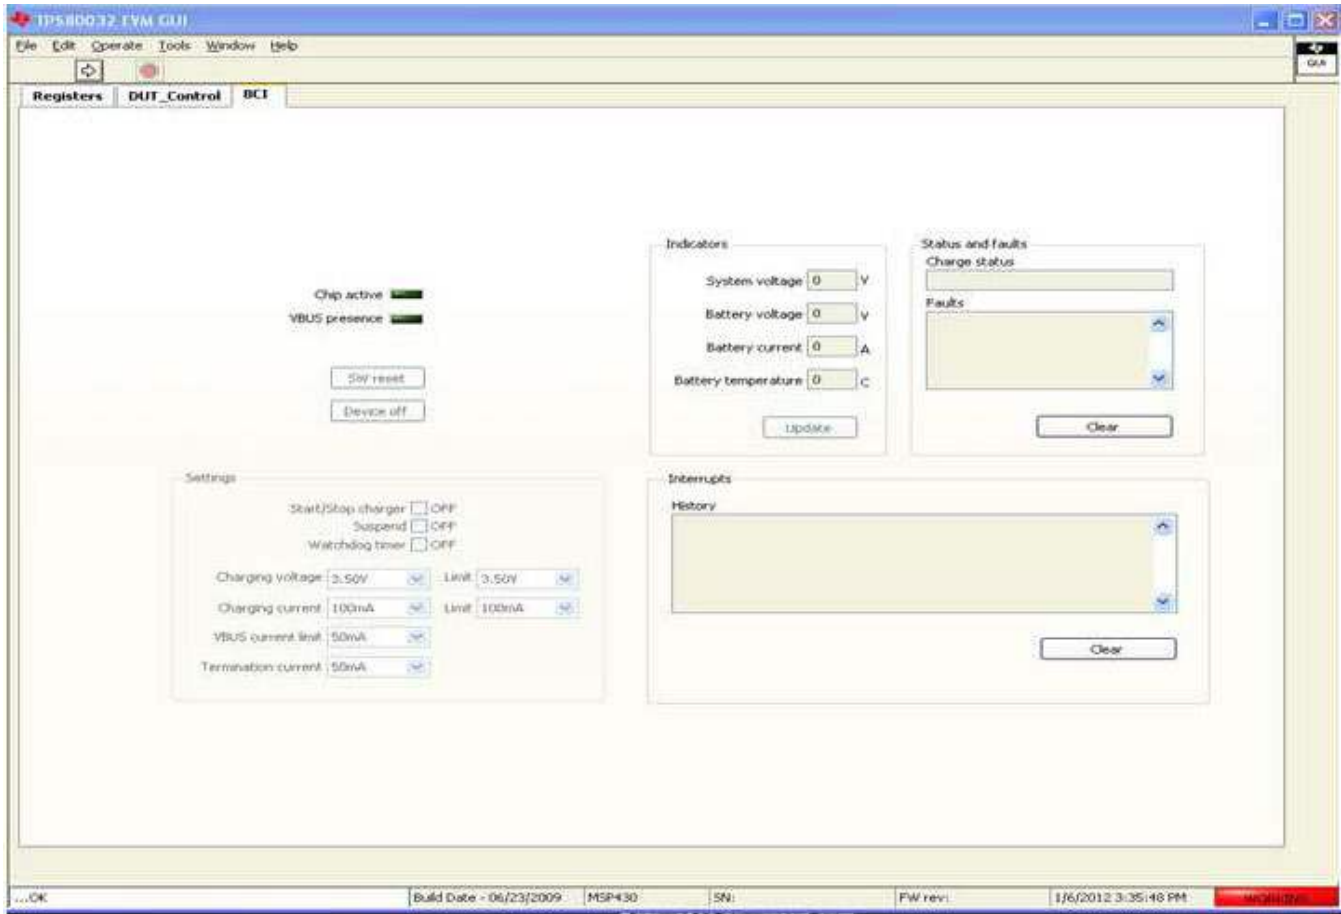 TPS80032 EVM GUI
File Edit Operate Tools Window Help
GUI
Registers DUT_Control BCI
Chip active
VBUS presence
SW reset
Device off
Indicators
System voltage 0 V
Battery voltage 0 V
Battery current 0 A
Battery temperature 0 C
Update
Status and faults
Charge status
Faults
Clear
Settings
Start/Stop charger OFF
Suspend OFF
Watchdog timer OFF
Charging voltage 3.50V Limit 3.50V
Charging current 100mA Limit 100mA
VBUS current limit 50mA
Termination current 50mA
Interrupts
History
Clear
...OK Build Date - 06/23/2009 MSP430 SN: FW rev: 1/6/2012 3:35:48 PM